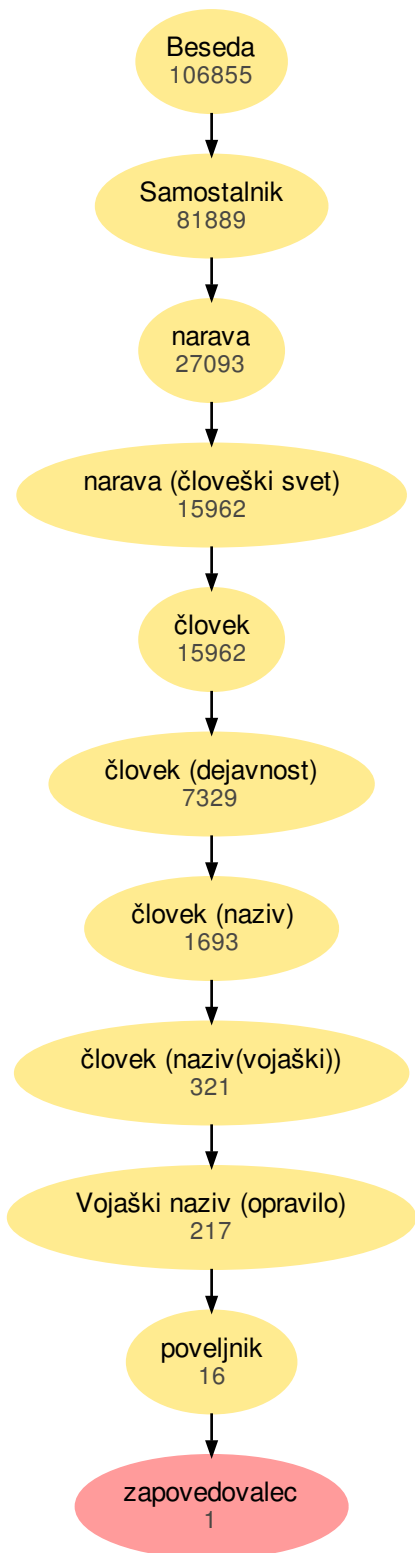 Beseda
106855
Samostalnik
81889
narava
27093
narava (človeški svet)
15962
človek
15962
človek (dejavnost)
7329
človek (naziv)
1693
človek (naziv(vojaški))
321
Vojaški naziv (opravilo)
217
poveljnik
16
zapovedovalec
1